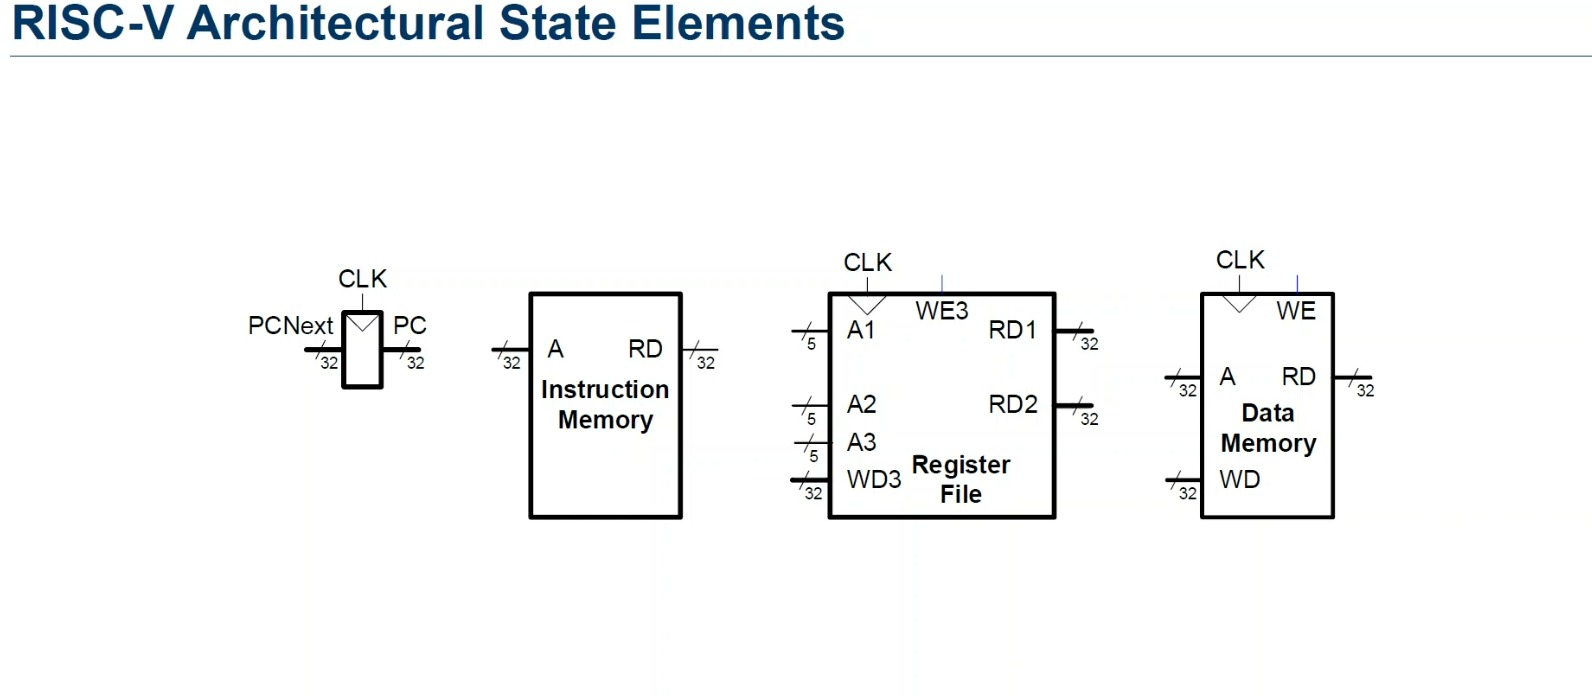 RISC-V Architectural State Elements
CLK
PCNext
PC
32
32
A
RD
32
32
Instruction
Memory
CLK
WE3
A1
RD1
5
32
A2
RD2
5
32
A3
5
WD3
32
Register
File
CLK
WE
A
RD
32
32
Data
Memory
WD
32